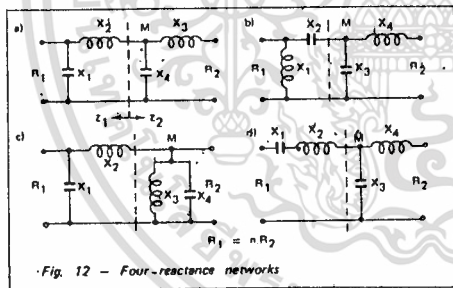 a) X2 M X3
R1 X1 X4
z1 z2
b) X2 X4
R1 X1 M X3 R2
c) M
X2
R1 X1 X3 X4 R2
d) X1 X2 M X4
R1 X3 R2
R1 = n R2
Fig. 12 – Four-reactance networks